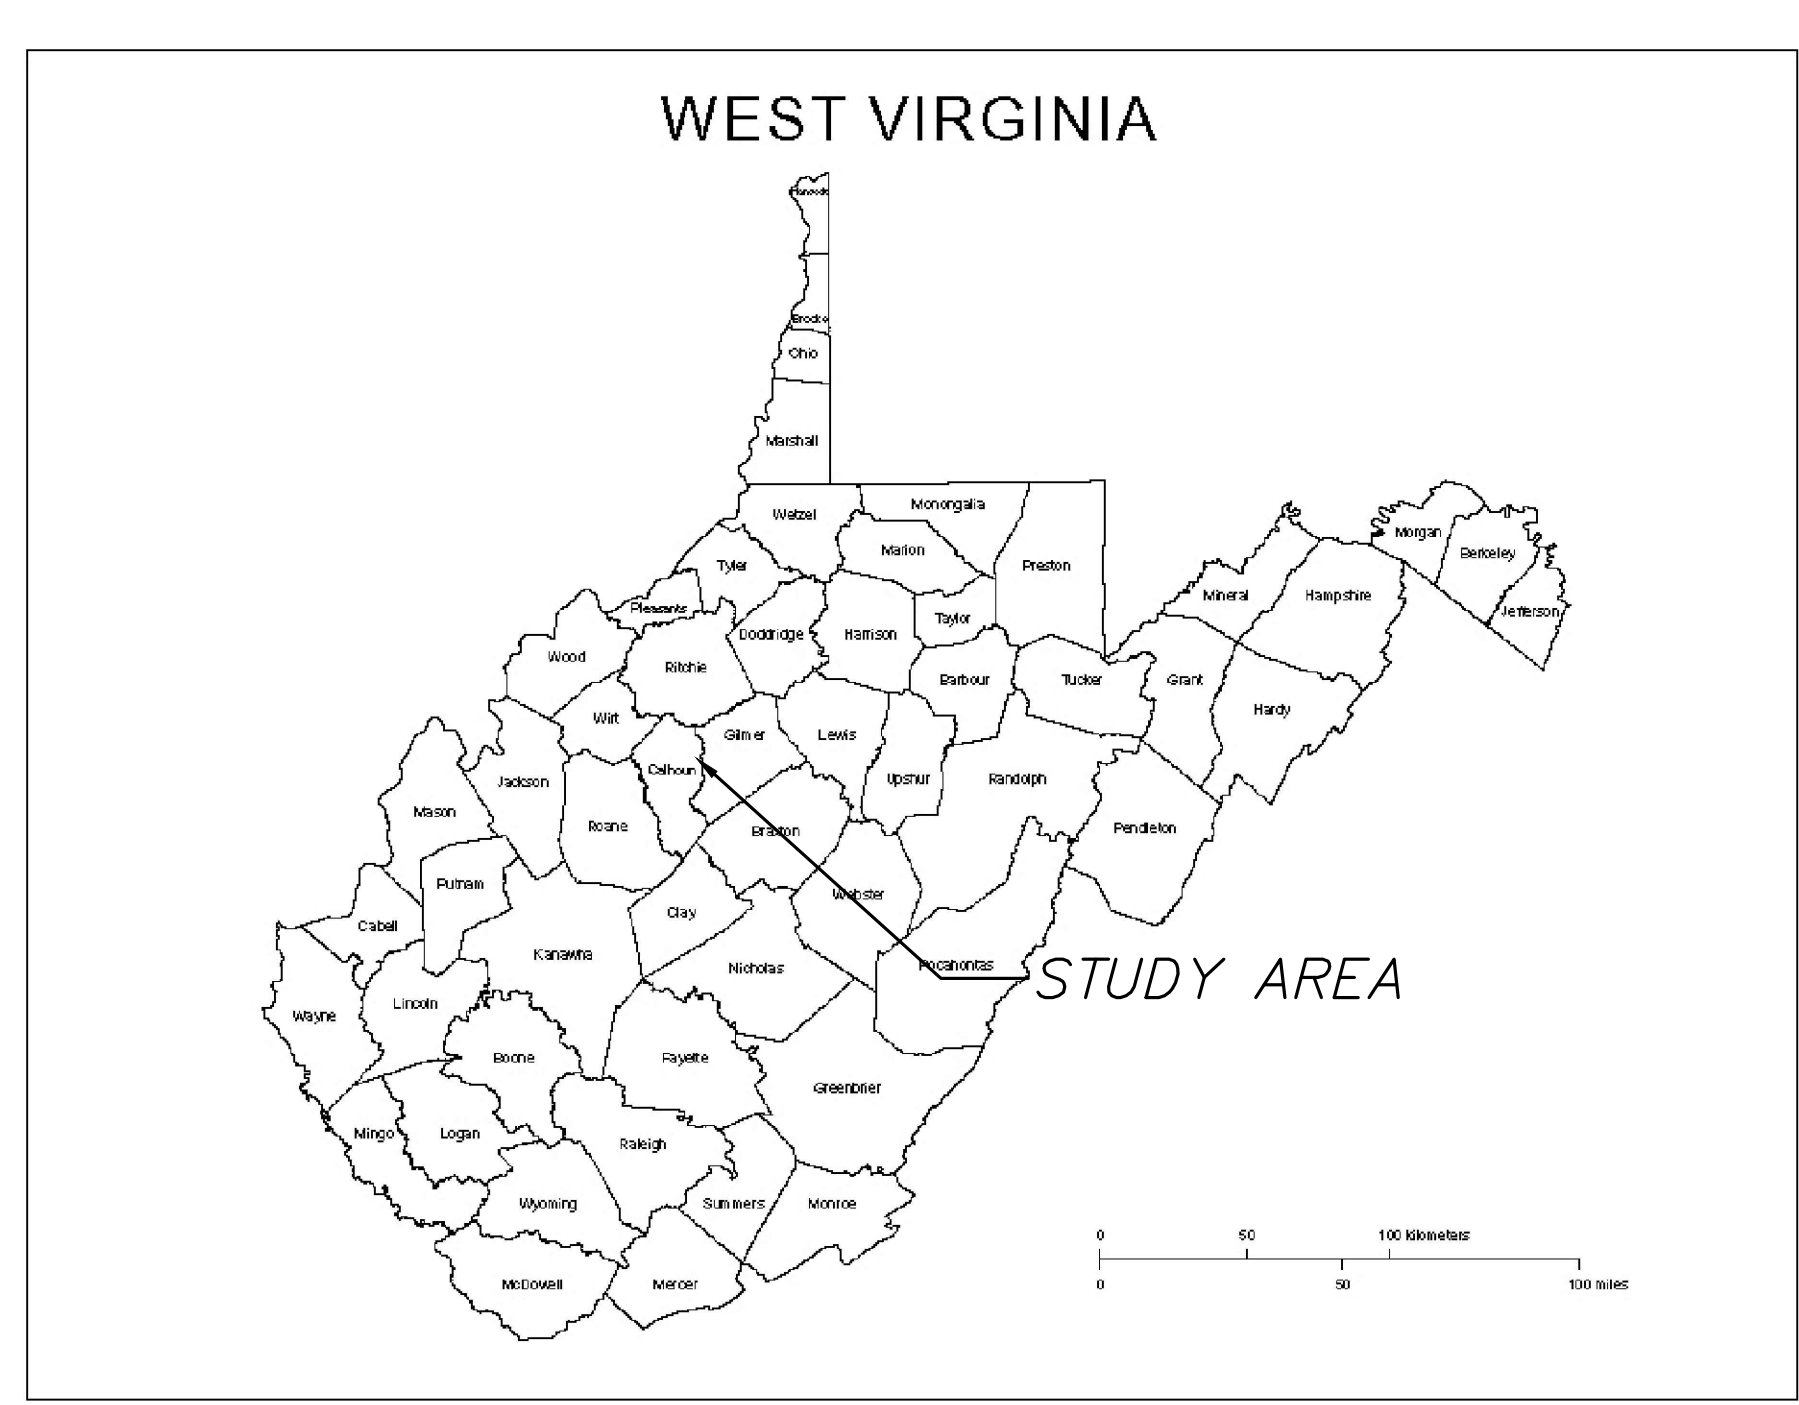 WEST VIRGINIA
Hancock
Brooke
Ohio
Marshall
Wetzel
Monongalia
Marion
Preston
Tyler
Pleasants
Morgan
Berkeley
Jefferson
Mineral
Hampshire
Taylor
Doddridge
Harrison
Wood
Ritchie
Barbour
Tucker
Grant
Hardy
Wirt
Gilmer
Lewis
Calhoun
Upshur
Randolph
Jackson
Mason
Roane
Braxton
Pendleton
Putnam
Webster
Clay
Cabell
Kanawha
Nicholas
Pocahontas
STUDY AREA
Lincoln
Wayne
Boone
Fayette
Greenbrier
Mingo
Logan
Raleigh
Wyoming
Summers
Monroe
McDowell
Mercer
0 50 100 kilometers
0 50 100 miles